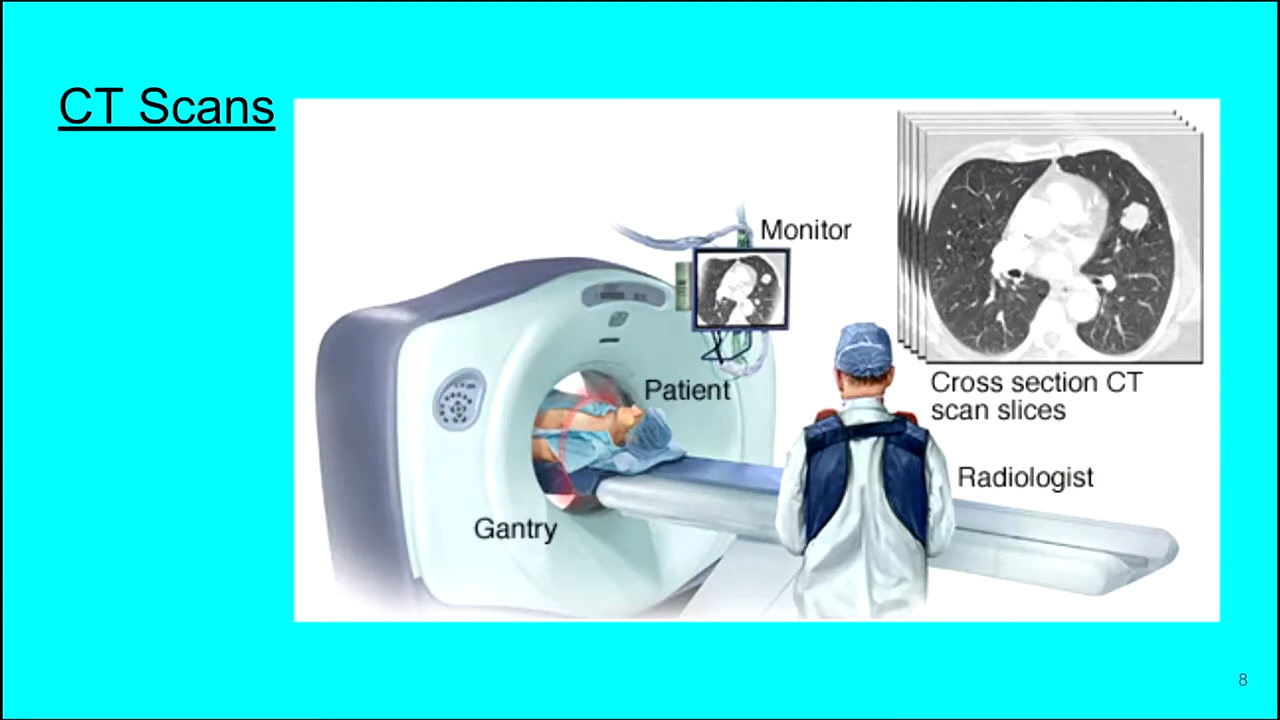 CT Scans
Monitor
Patient
Cross section CT
scan slices
Radiologist
Gantry
8